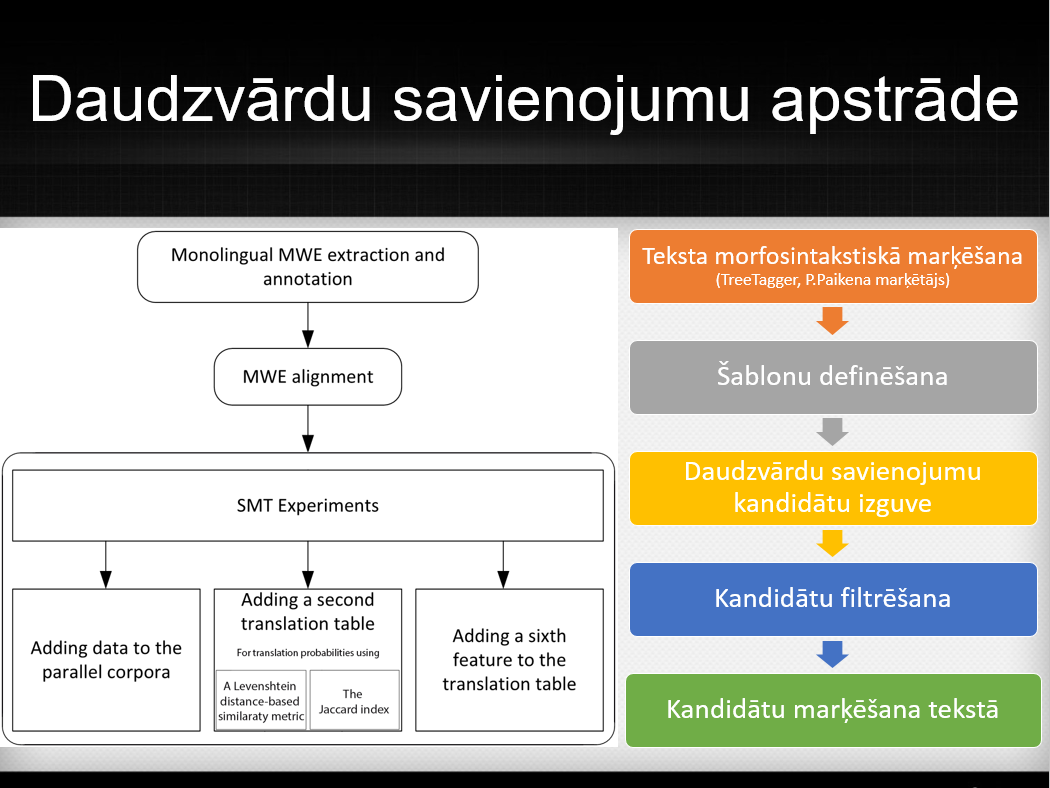 Daudzvārdu savienojumu apstrāde
Monolingual MWE extraction and
annotation
MWE alignment
SMT Experiments
Adding data to the
parallel corpora
Adding a second
translation table
For translation probabilities using
A Levenshtein
distance-based
similaraty metric
The
Jaccard index
Adding a sixth
feature to the
translation table
Teksta morfosintakstiskā marķēšana
(TreeTagger, P.Paikena marķētājs)
Šablonu definēšana
Daudzvārdu savienojumu
kandidātu izguve
Kandidātu filtrēšana
Kandidātu marķēšana tekstā